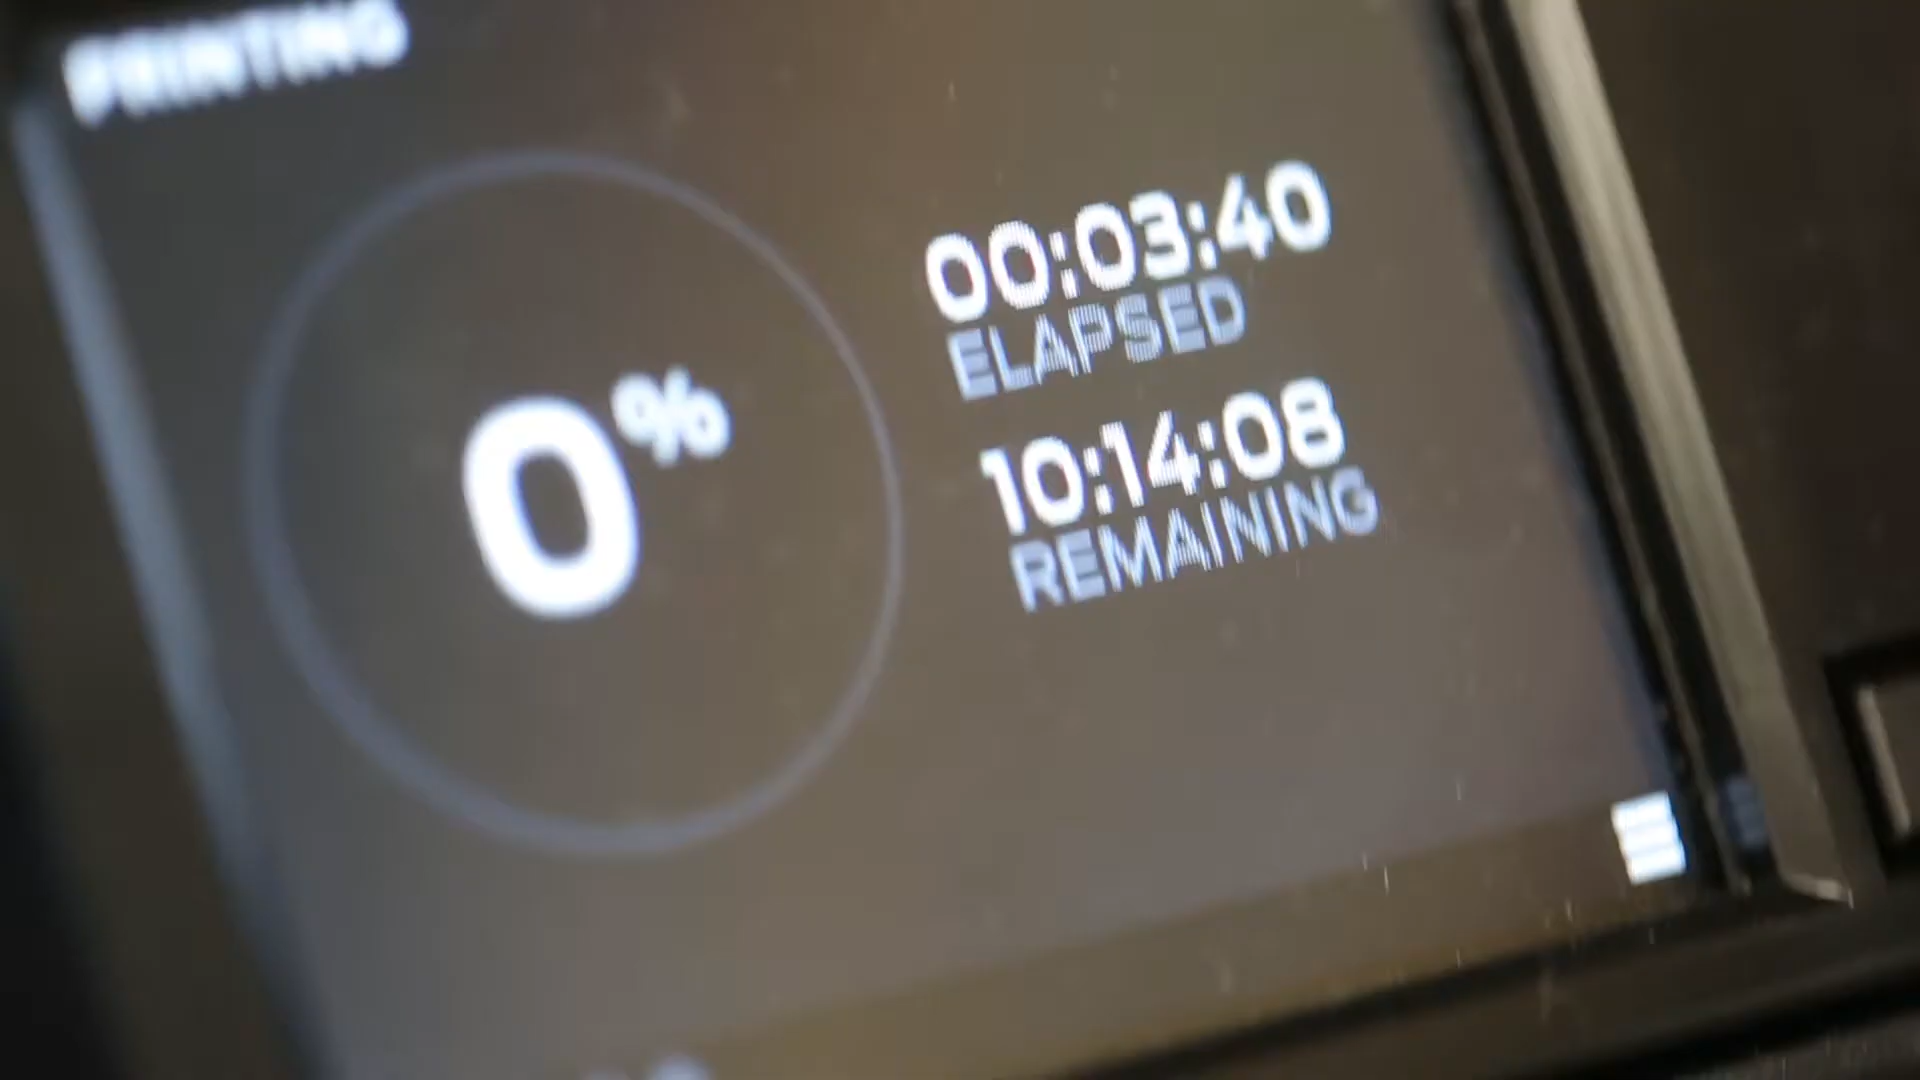 PRINTING
0%
00:03:40
ELAPSED
10:14:08
REMAINING